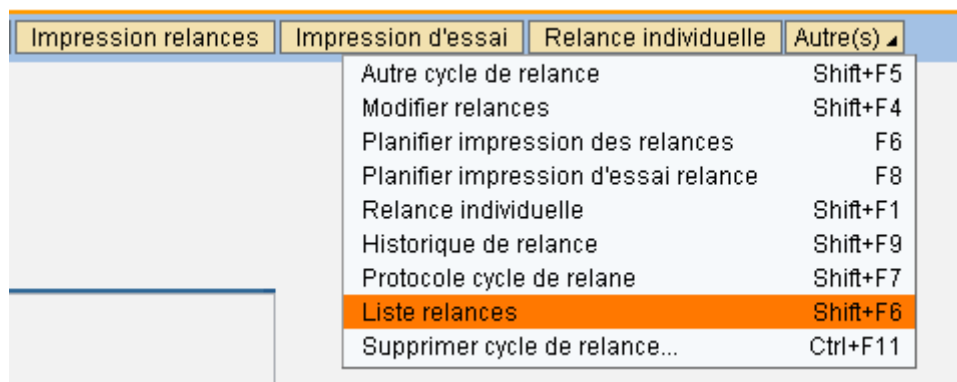 Impression relances Impression d'essai Relance individuelle Autre(s)
Autre cycle de relance Shift+F5
Modifier relances Shift+F4
Planifier impression des relances F6
Planifier impression d'essai relance F8
Relance individuelle Shift+F1
Historique de relance Shift+F9
Protocole cycle de relane Shift+F7
Liste relances Shift+F6
Supprimer cycle de relance... Ctrl+F11